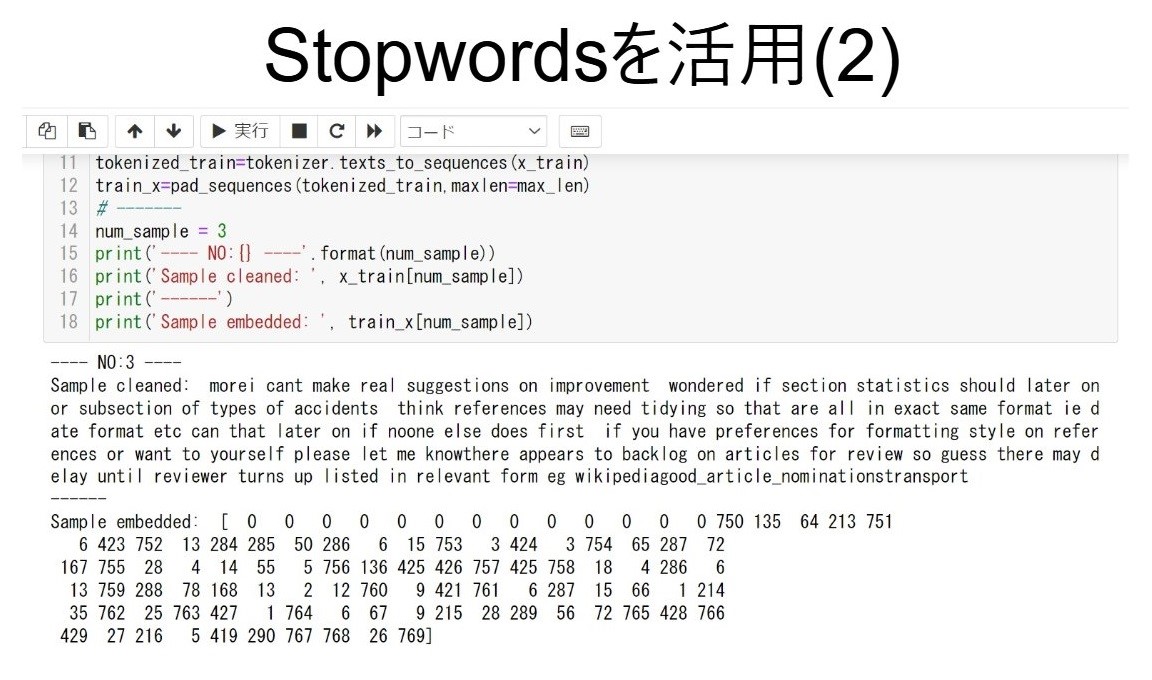 Stopwordsを活用(2)
実行 コード
11 tokenized_train=tokenizer.texts_to_sequences(x_train)
12 train_x=pad_sequences(tokenized_train,maxlen=max_len)
13 # -------
14 num_sample = 3
15 print('---- NO:{} ----'.format(num_sample))
16 print('Sample cleaned: ', x_train[num_sample])
17 print('------')
18 print('Sample embedded: ', train_x[num_sample])
---- NO:3 ----
Sample cleaned:  morei cant make real suggestions on improvement  wondered if section statistics should later on
or subsection of types of accidents  think references may need tidying so that are all in exact same format ie d
ate format etc can that later on if noone else does first  if you have preferences for formatting style on refer
ences or want to yourself please let me knowthere appears to backlog on articles for review so guess there may d
elay until reviewer turns up listed in relevant form eg wikipediagood_article_nominationstransport
------
Sample embedded:  [  0   0   0   0   0   0   0   0   0   0   0   0   0 750 135  64 213 751
6 423 752  13 284 285  50 286   6  15 753   3 424   3 754  65 287  72
167 755  28   4  14  55   5 756 136 425 426 757 425 758  18   4 286   6
13 759 288  78 168  13   2  12 760   9 421 761   6 287  15  66   1 214
35 762  25 763 427   1 764   6  67   9 215  28 289  56  72 765 428 766
429  27 216   5 419 290 767 768  26 769]